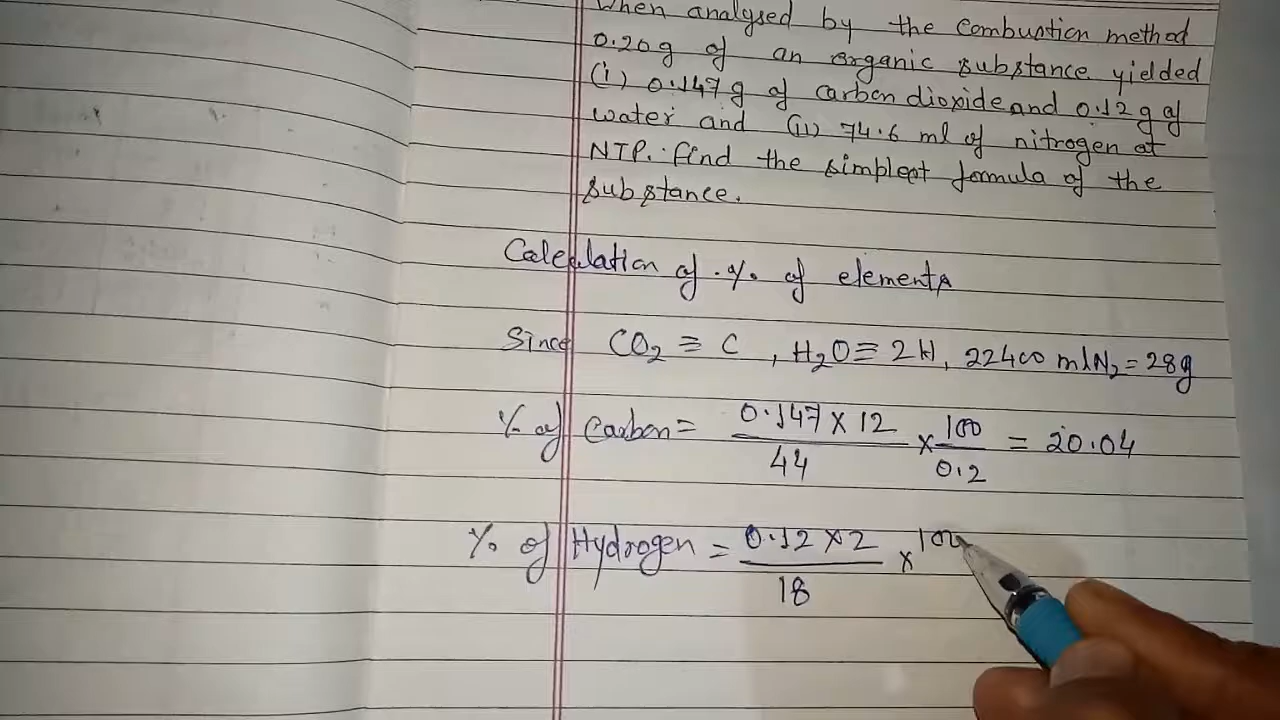 When analysed by the combustion method
0.20g of an organic substance yielded
(i) 0.147g of carbon dioxide and 0.12g of
water and (ii) 74.6 ml of nitrogen at
NTP. Find the simplest formula of the
substance.
Calculation of % of elements
Since CO₂ ≡ C , H₂O ≡ 2H, 22400 ml N₂ = 28g
% of Carbon = 0.147 × 12 / 44 × 100 / 0.2 = 20.04
% of Hydrogen = 0.12 × 2 / 18 × 100